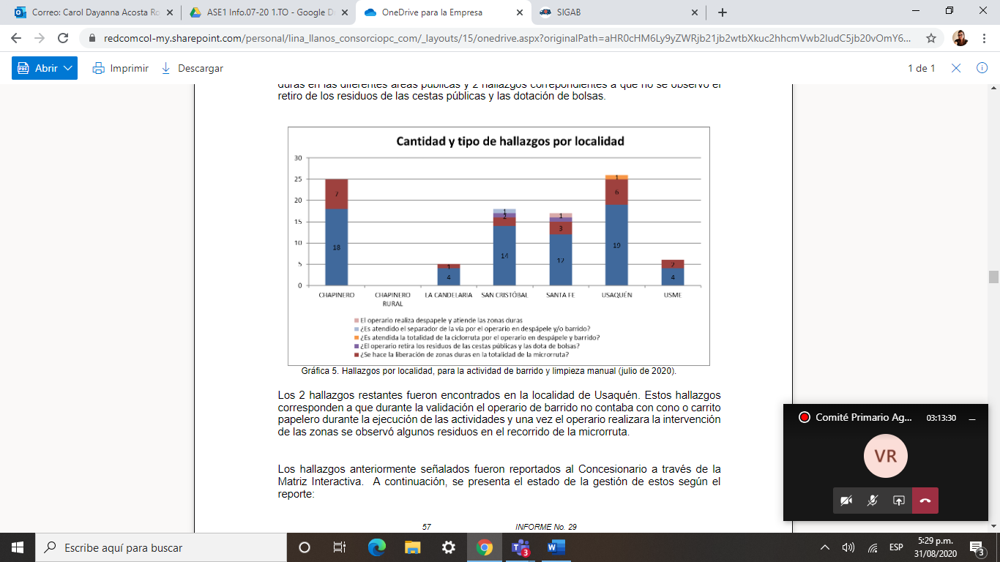 Correo: Carol Dayanna Acosta Ro
ASE1 Info.07-20 1.TO - Google D
OneDrive para la Empresa
SIGAB
redcomcol-my.sharepoint.com/personal/lina_llanos_consorciopc_com/_layouts/15/onedrive.aspx?originalPath=aHR0cHM6Ly9yZWRjb21jb2wtbXkuc2hhcmVwb2ludC5jb20vOmY6...
Abrir
Imprimir
Descargar
1 de 1
duras en las diferentes áreas públicas y 2 hallazgos correpondientes a que no se observó el
retiro de los residuos de las cestas públicas y las dotación de bolsas.
Cantidad y tipo de hallazgos por localidad
30
25
20
15
10
5
0
7
18
1
4
1
2
14
1
3
12
1
6
19
2
4
CHAPINERO
CHAPINERO
RURAL
LA CANDELARIA
SAN CRISTÓBAL
SANTA FE
USAQUÉN
USME
El operario realiza despapele y atiende las zonas duras
¿Es atendido el separador de la vía por el operario en despápele y/o barrido?
¿Es atendida la totalidad de la ciclorruta por el operario en despápele y barrido?
¿El operario retira los residuos de las cestas públicas y las dota de bolsas?
¿Se hace la liberación de zonas duras en la totalidad de la microrruta?
Gráfica 5. Hallazgos por localidad, para la actividad de barrido y limpieza manual (julio de 2020).
Los 2 hallazgos restantes fueron encontrados en la localidad de Usaquén. Estos hallazgos
corresponden a que durante la validación el operario de barrido no contaba con cono o carrito
papelero durante la ejecución de las actividades y una vez el operario realizara la intervención
de las zonas se observó algunos residuos en el recorrido de la microrruta.
Los hallazgos anteriormente señalados fueron reportados al Concesionario a través de la
Matriz Interactiva. A continuación, se presenta el estado de la gestión de estos según el
reporte:
57
INFORME No. 29
Comité Primario Ag...
03:13:30
VR
Escribe aquí para buscar
3
ESP
5:29 p.m.
31/08/2020
3